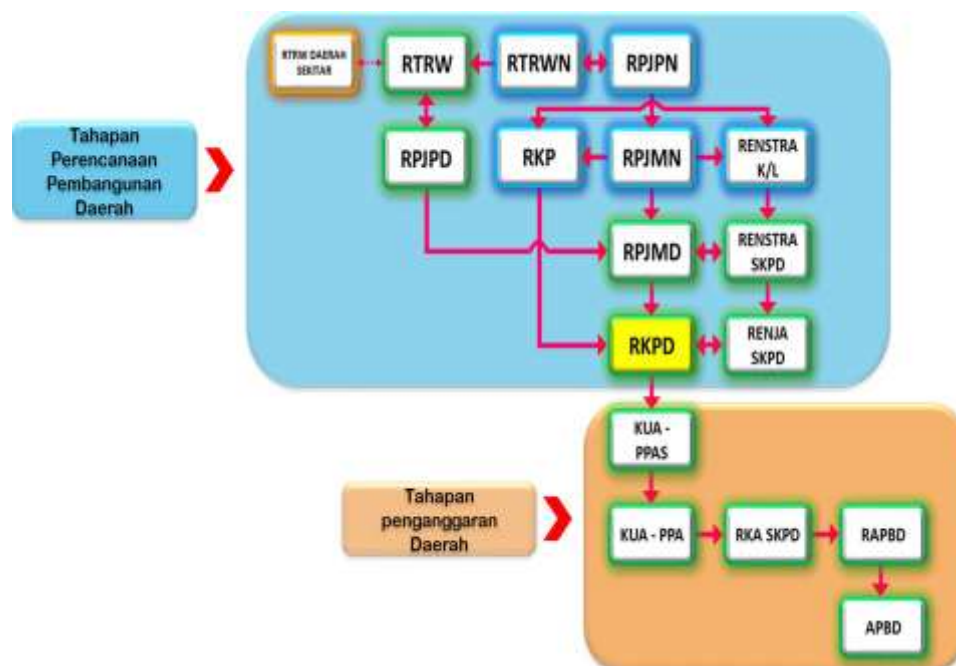 RTRW DAERAH
SEKITAR
RTRW
RTRWN
RPJPN
Tahapan
Perencanaan
Pembangunan
Daerah
RPJPD
RKP
RPJMN
RENSTRA
K/L
RPJMD
RENSTRA
SKPD
RKPD
RENJA
SKPD
KUA -
PPAS
Tahapan
penganggaran
Daerah
KUA - PPA
RKA SKPD
RAPBD
APBD